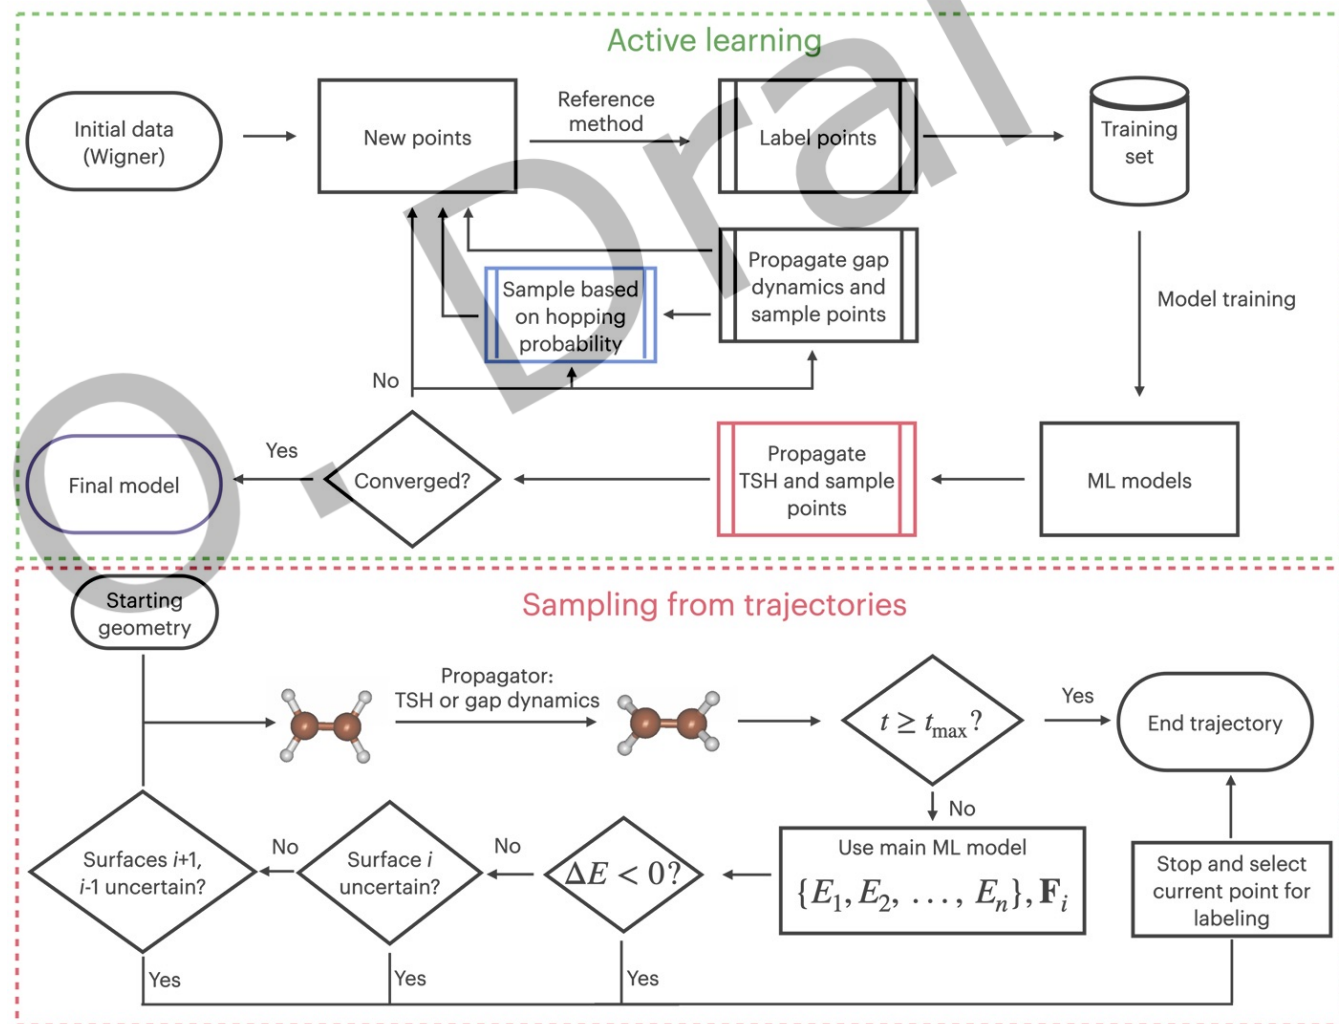 Active learning
Initial data
(Wigner)
New points
Reference
method
Label points
Training
set
Propagate gap
dynamics and
sample points
Sample based
on hopping
probability
Model training
No
Yes
Final model
Converged?
Propagate
TSH and sample
points
ML models
O. Dral
Starting
geometry
Sampling from trajectories
Propagator:
TSH or gap dynamics
t ≥ tmax?
Yes
End trajectory
No
Surfaces i+1,
i-1 uncertain?
No
Surface i
uncertain?
No
ΔE < 0?
Use main ML model
{E1, E2, ..., En}, Fi
Stop and select
current point for
labeling
Yes
Yes
Yes